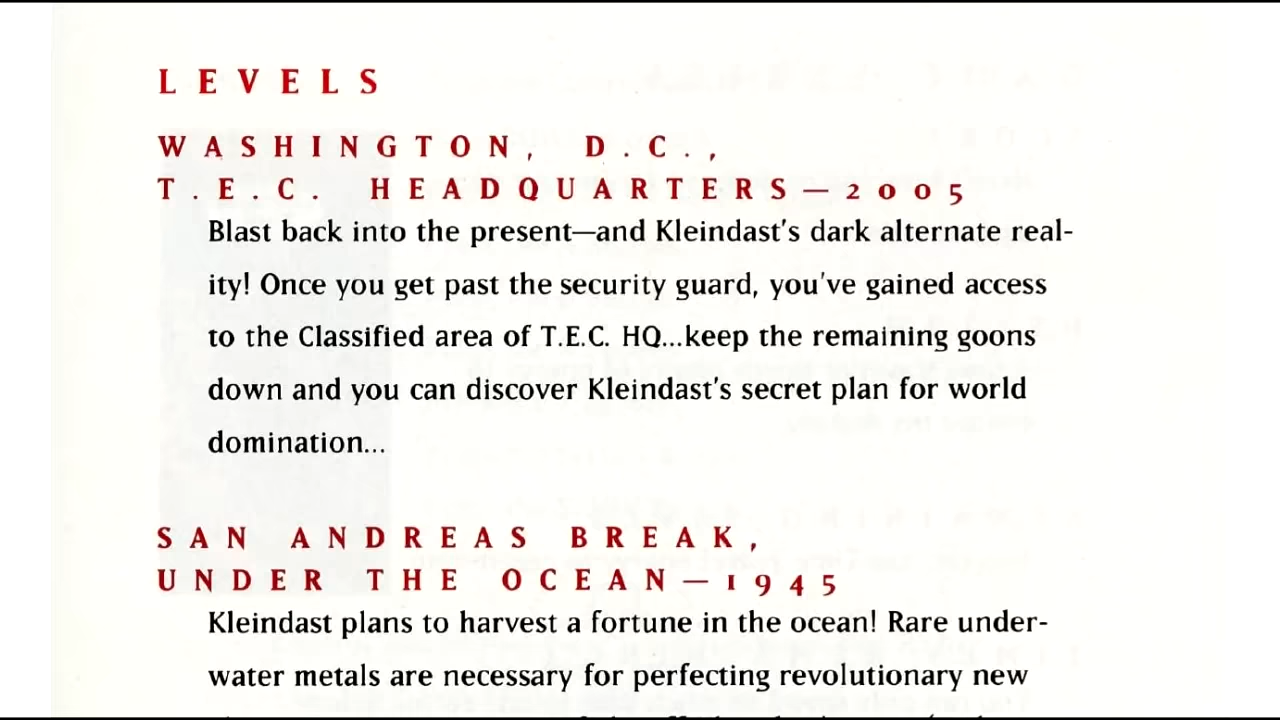 LEVELS
WASHINGTON, D.C.,
T.E.C. HEADQUARTERS—2005
Blast back into the present—and Kleindast's dark alternate real-
ity! Once you get past the security guard, you've gained access
to the Classified area of T.E.C. HQ...keep the remaining goons
down and you can discover Kleindast's secret plan for world
domination...
SAN ANDREAS BREAK,
UNDER THE OCEAN—1945
Kleindast plans to harvest a fortune in the ocean! Rare under-
water metals are necessary for perfecting revolutionary new